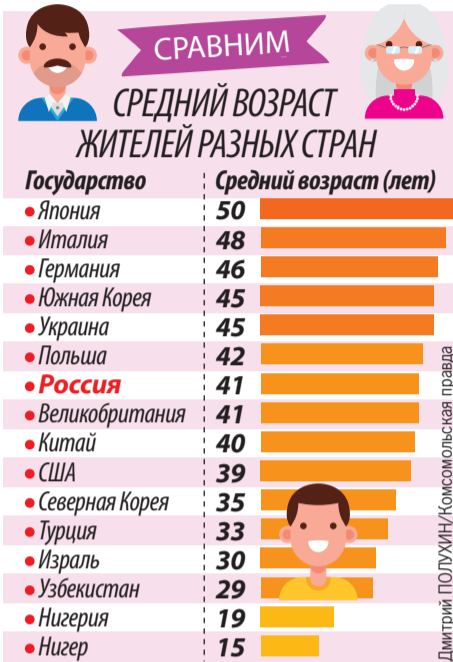 СРАВНИМ
СРЕДНИЙ ВОЗРАСТ
ЖИТЕЛЕЙ РАЗНЫХ СТРАН
Государство Средний возраст (лет)
Япония 50
Италия 48
Германия 46
Южная Корея 45
Украина 45
Польша 42
Россия 41
Великобритания 41
Китай 40
США 39
Северная Корея 35
Турция 33
Израль 30
Узбекистан 29
Нигерия 19
Нигер 15
Дмитрий ПОЛУХИН/Комсомольская правда